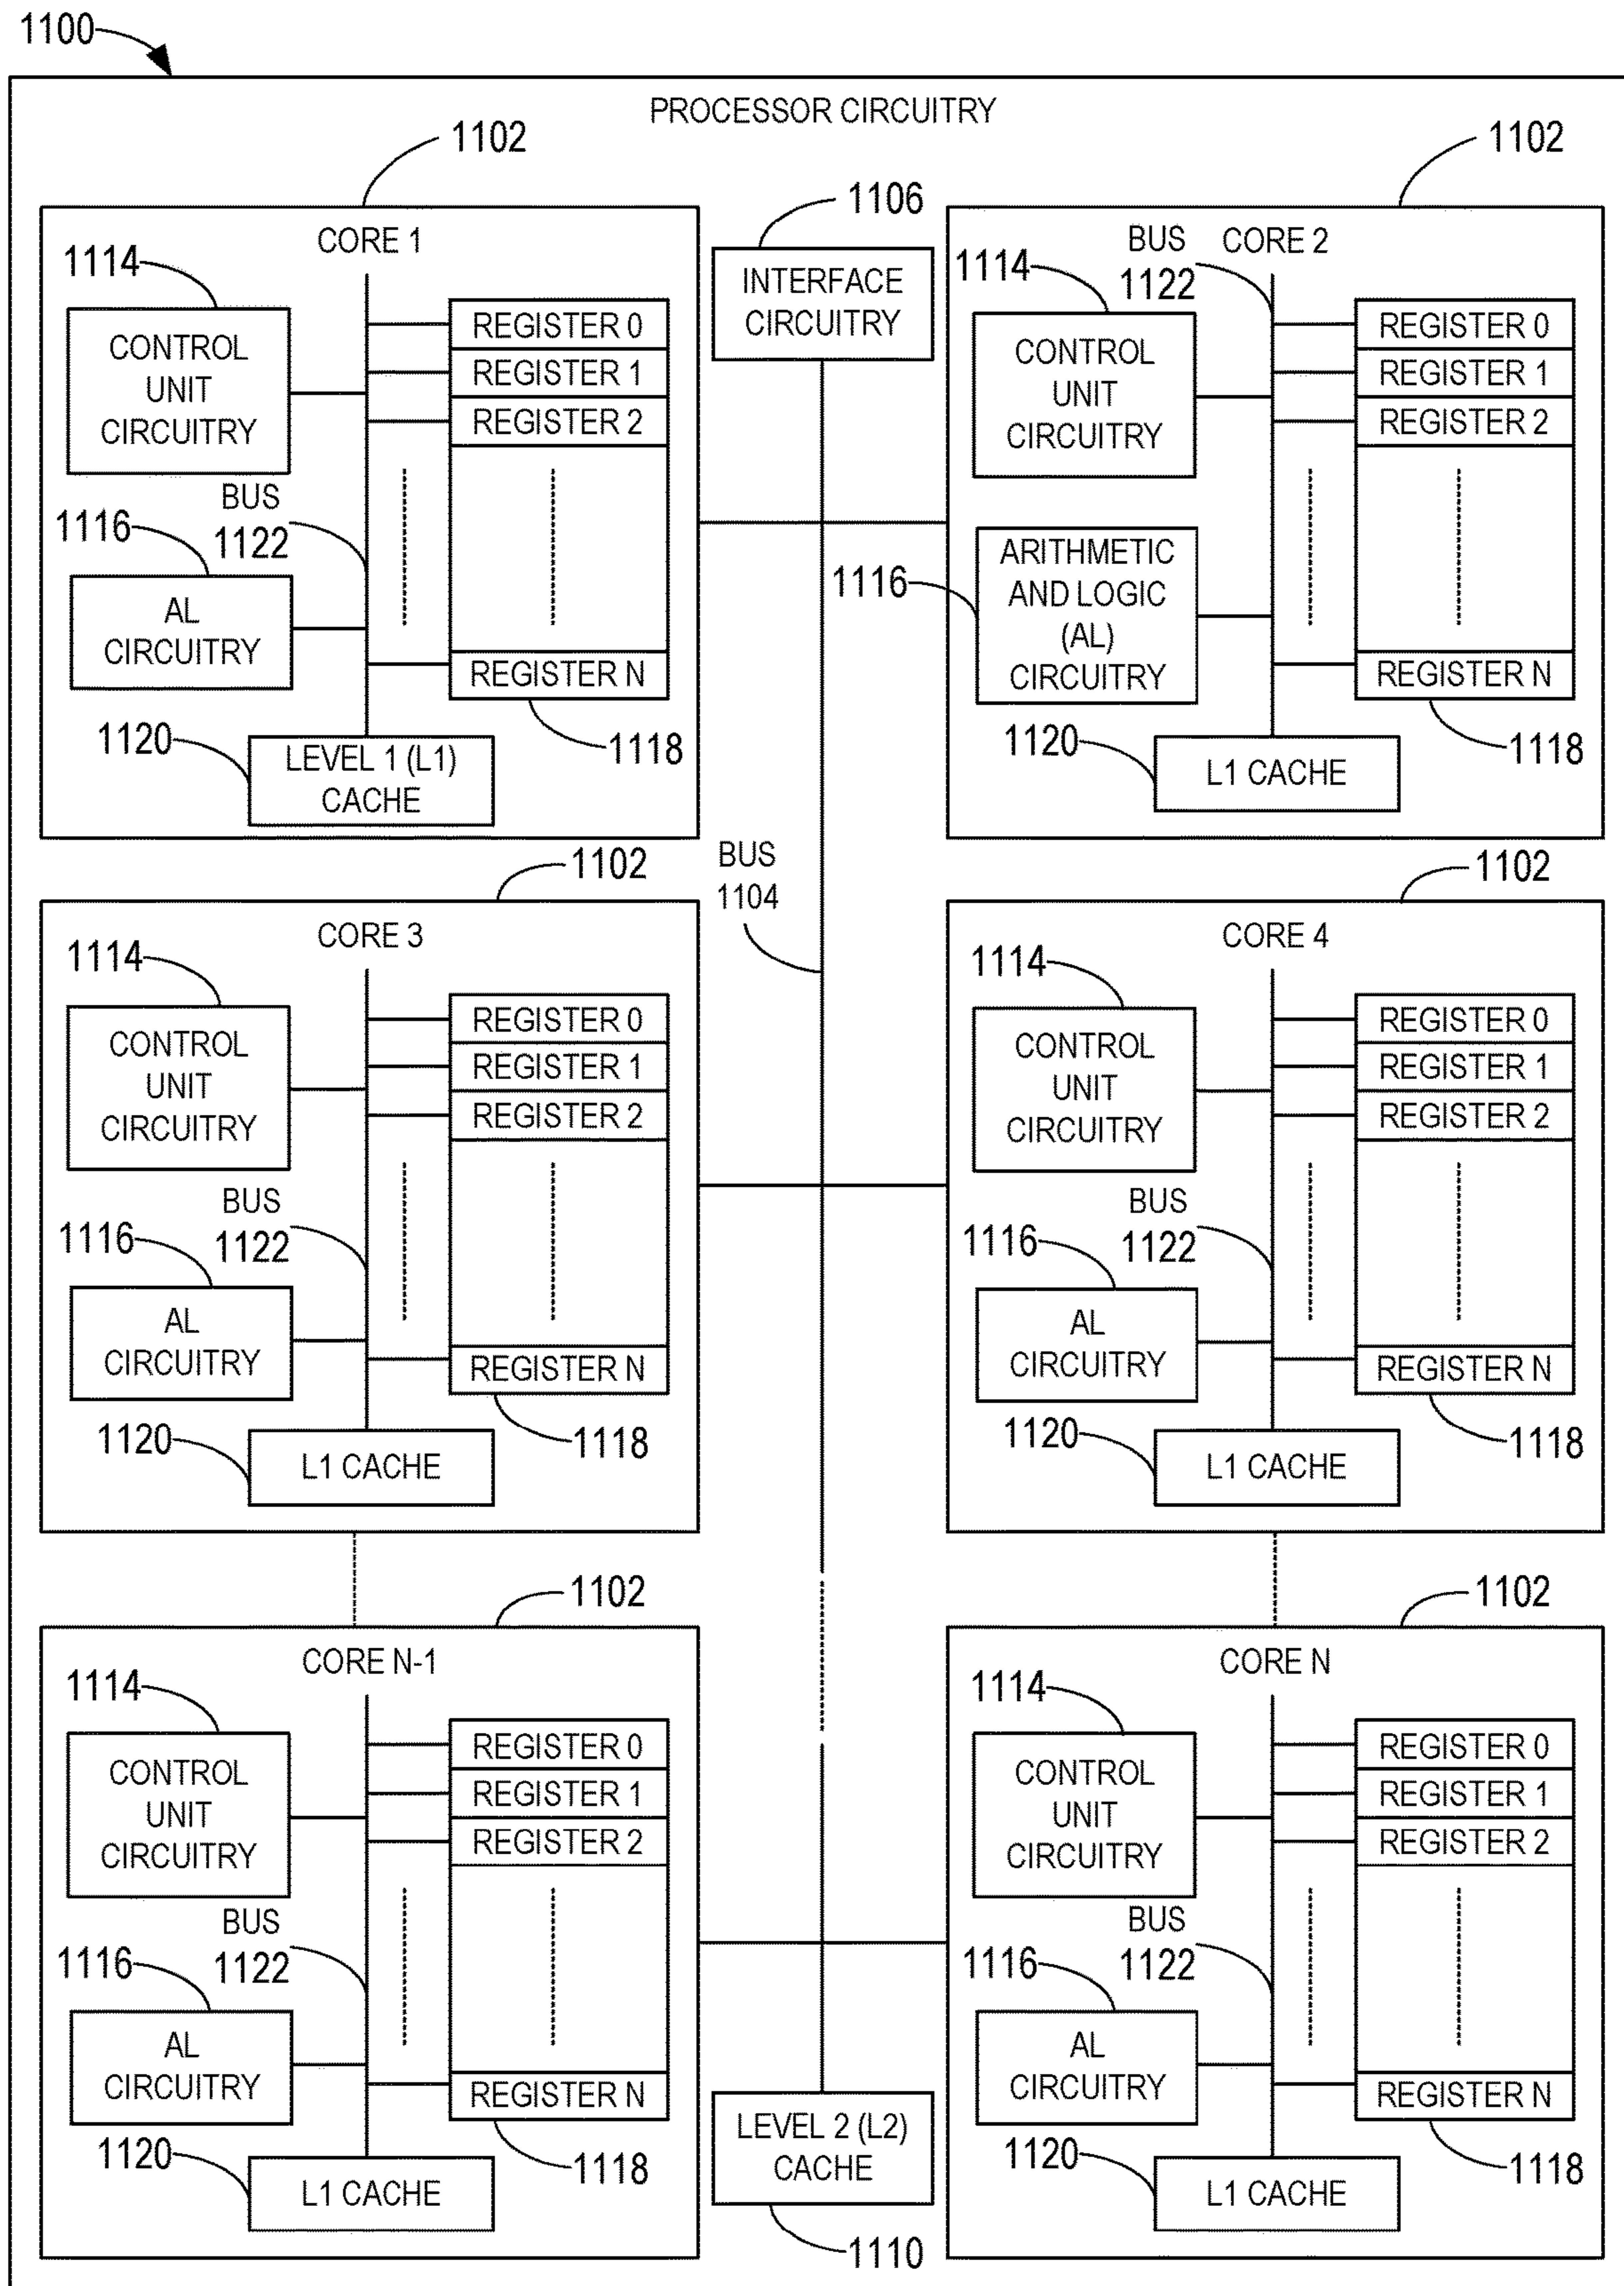 1100
PROCESSOR CIRCUITRY
1102
CORE 1
1114
CONTROL
UNIT
CIRCUITRY
REGISTER 0
REGISTER 1
REGISTER 2
BUS
1122
1116
AL
CIRCUITRY
REGISTER N
1118
1120
LEVEL 1 (L1)
CACHE
1106
INTERFACE
CIRCUITRY
1102
BUS
1122
CORE 2
1114
CONTROL
UNIT
CIRCUITRY
REGISTER 0
REGISTER 1
REGISTER 2
1116
ARITHMETIC
AND LOGIC
(AL)
CIRCUITRY
REGISTER N
1118
1120
L1 CACHE
BUS
1104
1102
CORE 3
1114
CONTROL
UNIT
CIRCUITRY
REGISTER 0
REGISTER 1
REGISTER 2
BUS
1122
1116
AL
CIRCUITRY
REGISTER N
1118
1120
L1 CACHE
1102
CORE 4
1114
CONTROL
UNIT
CIRCUITRY
REGISTER 0
REGISTER 1
REGISTER 2
BUS
1122
1116
AL
CIRCUITRY
REGISTER N
1118
1120
L1 CACHE
1102
CORE N-1
1114
CONTROL
UNIT
CIRCUITRY
REGISTER 0
REGISTER 1
REGISTER 2
BUS
1122
1116
AL
CIRCUITRY
REGISTER N
1118
1120
L1 CACHE
LEVEL 2 (L2)
CACHE
1110
1102
CORE N
1114
CONTROL
UNIT
CIRCUITRY
REGISTER 0
REGISTER 1
REGISTER 2
BUS
1122
1116
AL
CIRCUITRY
REGISTER N
1118
1120
L1 CACHE